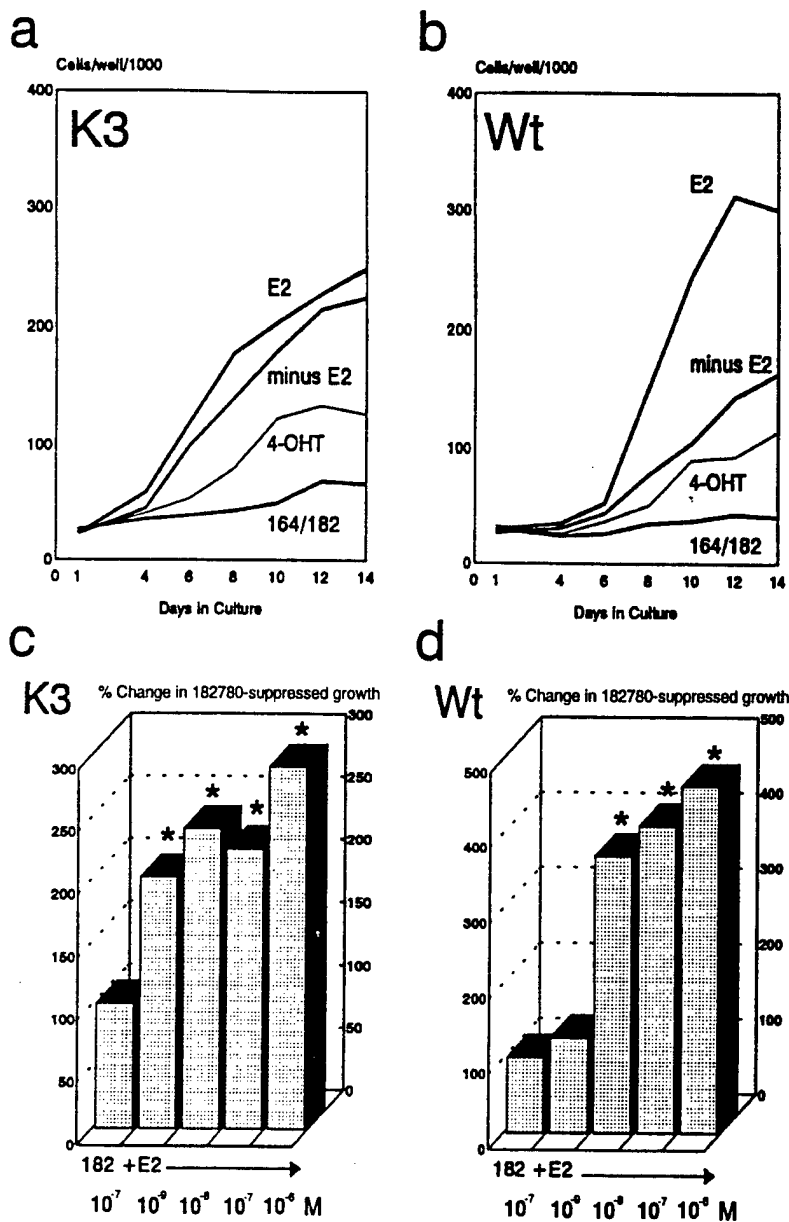 a
Cells/well/1000
400
300
200
100
0
K3
E2
minus E2
4-OHT
164/182
0 1 4 6 8 10 12 14
Days in Culture
b
Cells/well/1000
400
300
200
100
0
Wt
E2
minus E2
4-OHT
164/182
0 1 4 6 8 10 12 14
Days in Culture
c
K3
% Change in 182780-suppressed growth
300
250
200
150
100
50
0
300
250
200
150
100
50
0
* * * *
182 +E2
10⁻⁷ 10⁻⁹ 10⁻⁸ 10⁻⁷ 10⁻⁶ M
d
Wt
% Change in 182780-suppressed growth
500
400
300
200
100
0
500
400
300
200
100
0
* * *
182 +E2
10⁻⁷ 10⁻⁹ 10⁻⁸ 10⁻⁷ 10⁻⁶ M